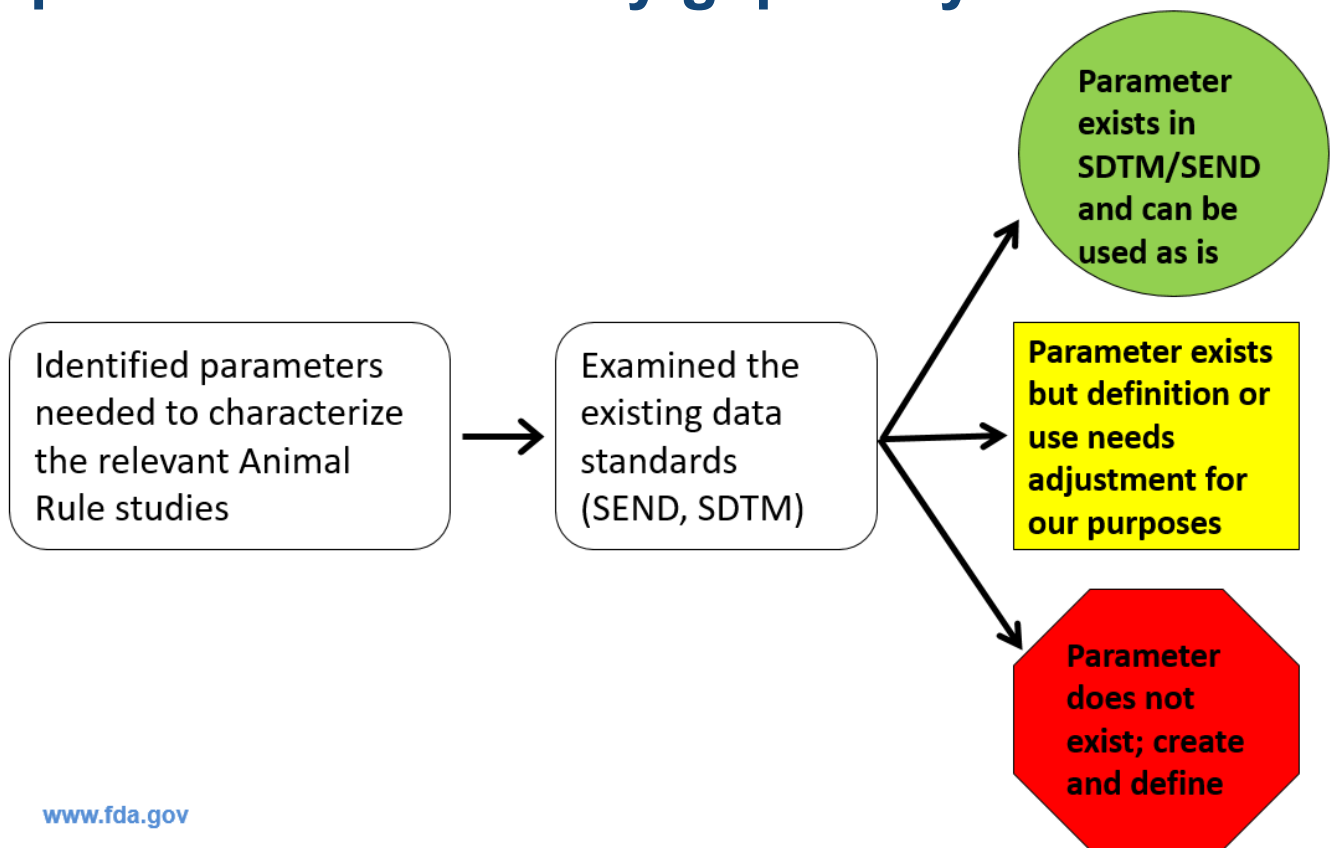 Identified parameters
needed to characterize
the relevant Animal
Rule studies
Examined the
existing data
standards
(SEND, SDTM)
Parameter
exists in
SDTM/SEND
and can be
used as is
Parameter exists
but definition or
use needs
adjustment for
our purposes
Parameter
does not
exist; create
and define
www.fda.gov